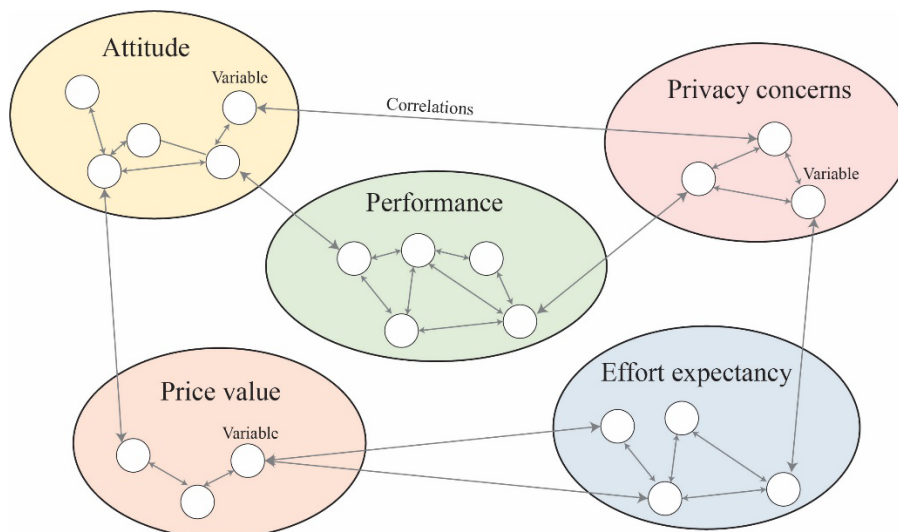 Attitude
Variable
Correlations
Privacy concerns
Variable
Performance
Price value
Variable
Effort expectancy